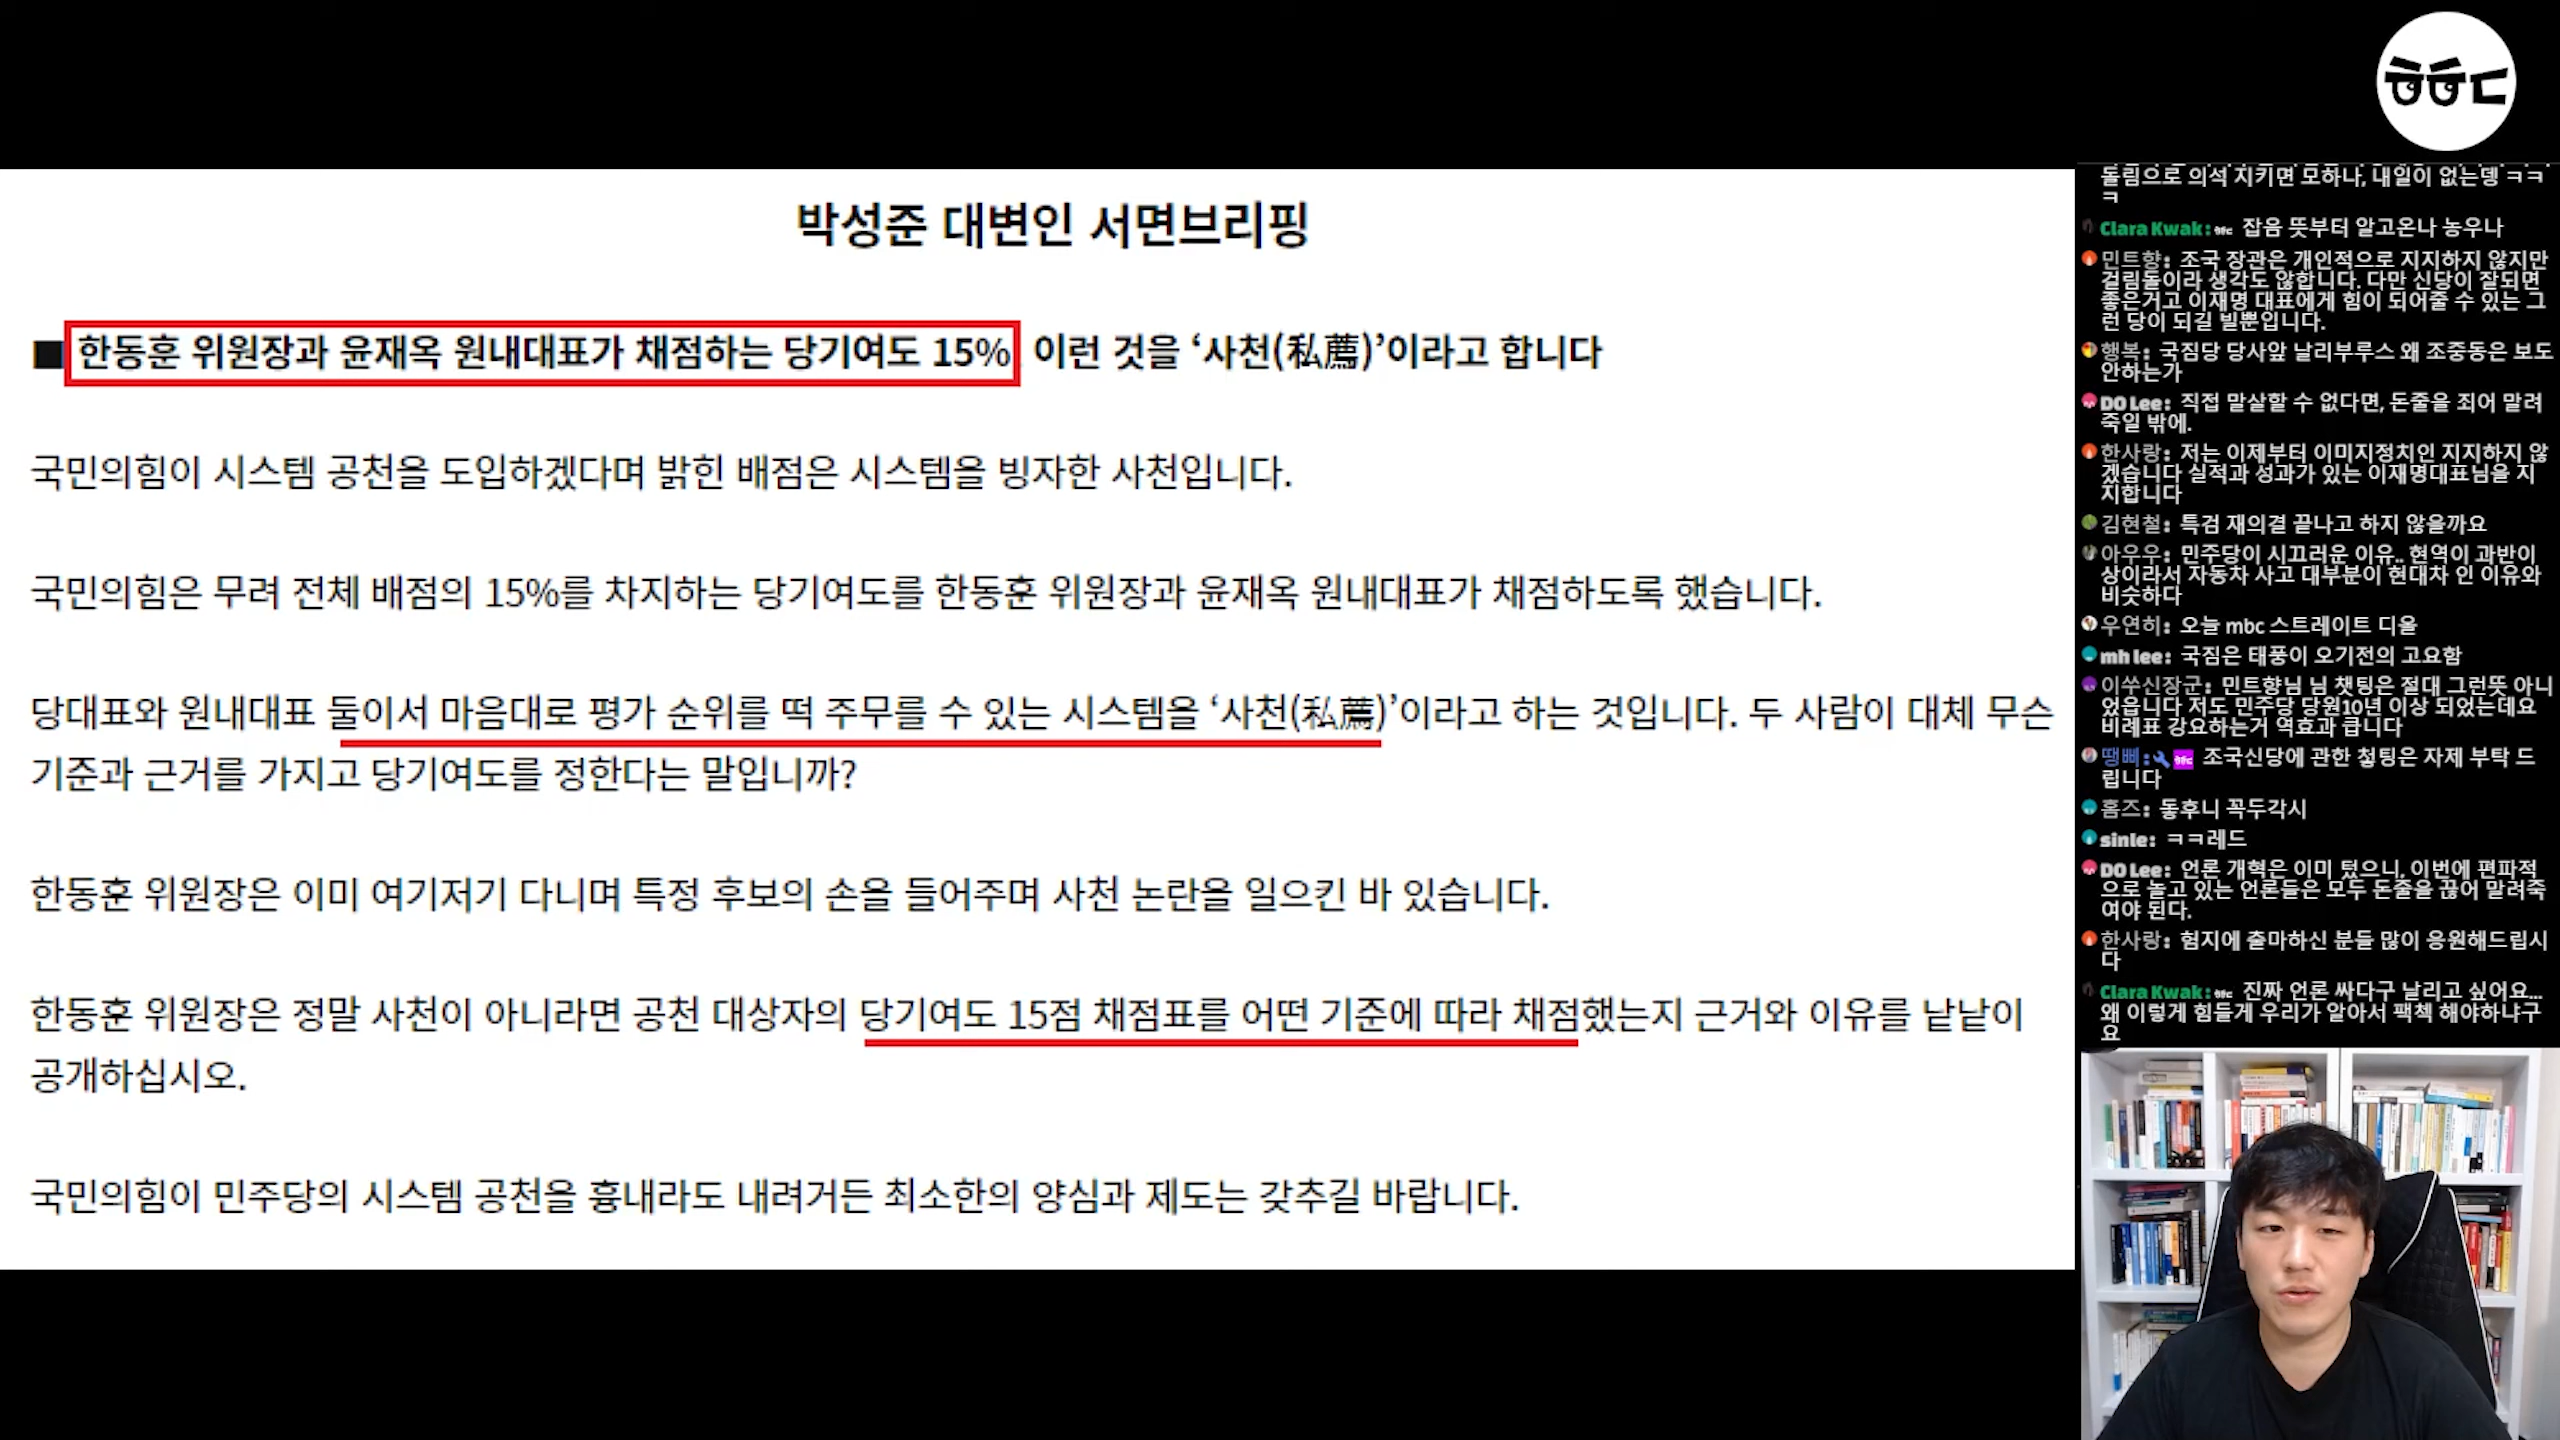 ㅎㅎㄷ
박성준 대변인 서면브리핑
■ 한동훈 위원장과 윤재옥 원내대표가 채점하는 당기여도 15% 이런 것을 ‘사천(私薦)’이라고 합니다
국민의힘이 시스템 공천을 도입하겠다며 밝힌 배점은 시스템을 빙자한 사천입니다.
국민의힘은 무려 전체 배점의 15%를 차지하는 당기여도를 한동훈 위원장과 윤재옥 원내대표가 채점하도록 했습니다.
당대표와 원내대표 둘이서 마음대로 평가 순위를 떡 주무를 수 있는 시스템을 ‘사천(私薦)’이라고 하는 것입니다. 두 사람이 대체 무슨
기준과 근거를 가지고 당기여도를 정한다는 말입니까?
한동훈 위원장은 이미 여기저기 다니며 특정 후보의 손을 들어주며 사천 논란을 일으킨 바 있습니다.
한동훈 위원장은 정말 사천이 아니라면 공천 대상자의 당기여도 15점 채점표를 어떤 기준에 따라 채점했는지 근거와 이유를 낱낱이
공개하십시오.
국민의힘이 민주당의 시스템 공천을 흉내라도 내려거든 최소한의 양심과 제도는 갖추길 바랍니다.
돌림으로 의석 지키면 모하냐, 내일이 없는뎅 ㅋㅋ
ㅋ
Clara Kwak: 잡음 뜻부터 알고온나 농우나
민트향: 조국 장관은 개인적으로 지지하지 않지만
걸림돌이라 생각도 않합니다. 다만 신당이 잘되면
좋은거고 이재명 대표에게 힘이 되어줄 수 있는 그
런 당이 되길 빌뿐입니다.
행복: 국짐당 당사앞 날리부루스 왜 조중동은 보도
안하는가
DO Lee: 직접 말살할 수 없다면, 돈줄을 죄어 말려
죽일 밖에.
한사랑: 저는 이제부터 이미지정치인 지지하지 않
겠습니다 실적과 성과가 있는 이재명대표님을 지
지합니다
김현철: 특검 재의결 끝나고 하지 않을까요
아우우: 민주당이 시끄러운 이유.. 현역이 과반이
상이라서 자동차 사고 대부분이 현대차 인 이유와
비슷하다
우연히: 오늘 mbc 스트레이트 디올
mh lee: 국짐은 태풍이 오기전의 고요함
이쑤신장군: 민트향님 님 챗팅은 절대 그런뜻 아니
었읍니다 저도 민주당 당원10년 이상 되었는데요
비례표 강요하는거 역효과 큽니다
땡삐: 조국신당에 관한 청팅은 자제 부탁 드
립니다
홈즈: 동후니 꼭두각시
sinle: ㅋㅋ레드
DO Lee: 언론 개혁은 이미 텄으니, 이번에 편파적
으로 놀고 있는 언론들은 모두 돈줄을 끊어 말려죽
여야 된다.
한사랑: 험지에 출마하신 분들 많이 응원해드립시
다
Clara Kwak: 진짜 언론 싸다구 날리고 싶어요...
왜 이렇게 힘들게 우리가 알아서 팩첵 해야하냐구
요